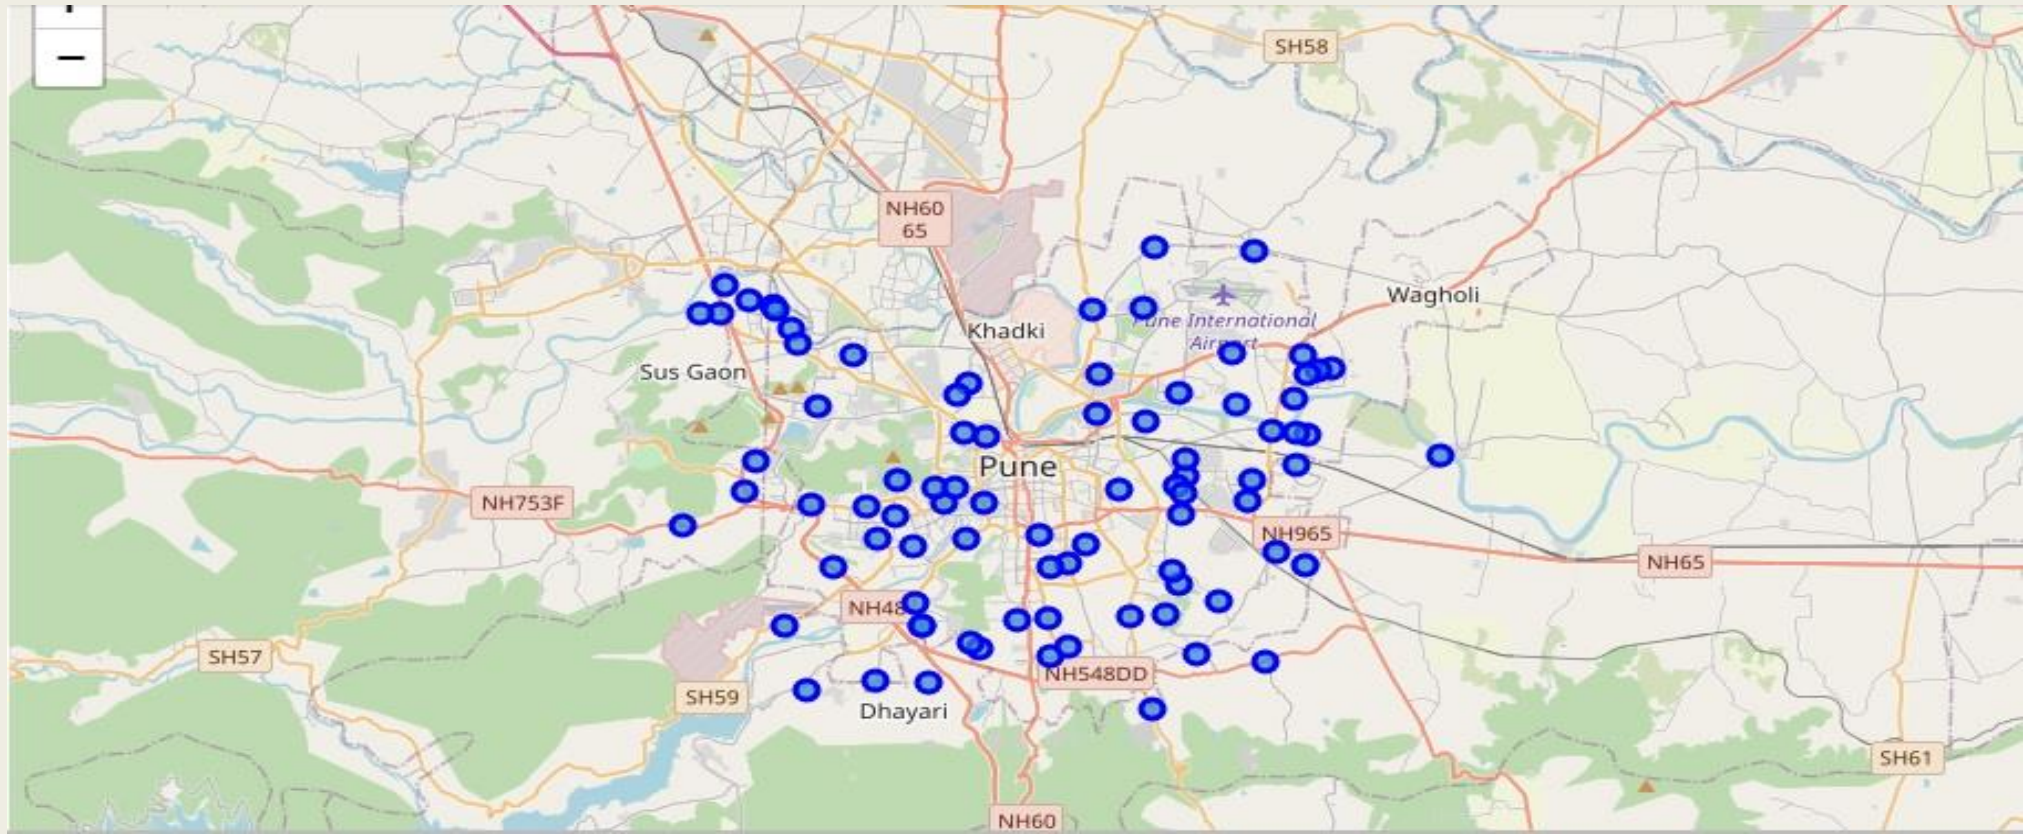 +
−
SH58
NH60
65
Wagholi
Khadki
Pune International
Airport
Sus Gaon
Pune
NH753F
NH965
NH65
NH48
SH57
NH548DD
SH59
Dhayari
SH61
NH60